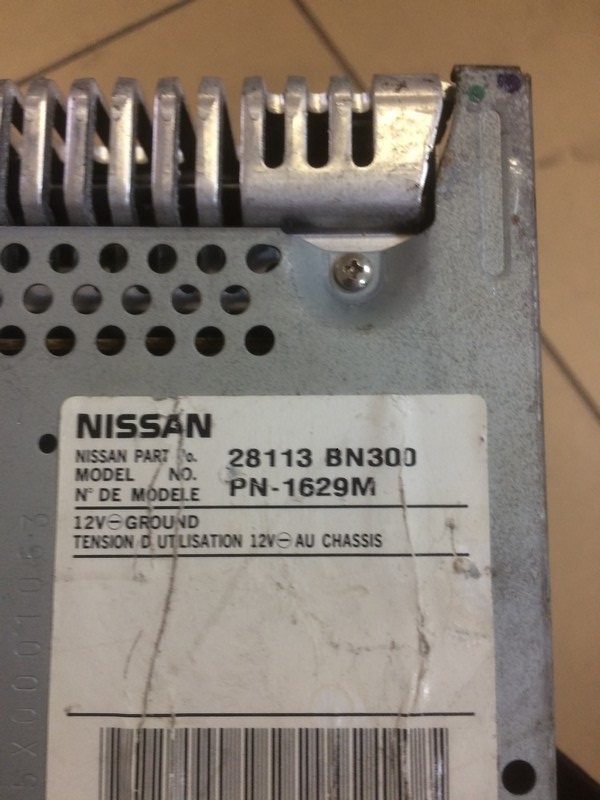 NISSAN
NISSAN PART No. 28113 BN300
MODEL NO. PN-1629M
N° DE MODELE
12V⊖GROUND
TENSION D UTILISATION 12V⊖AU CHASSIS